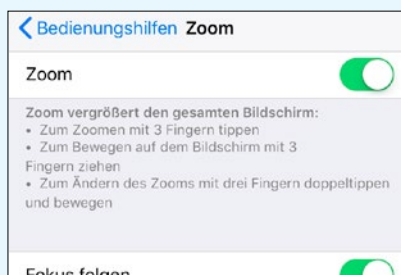 Bedienungshilfen Zoom
Zoom
Zoom vergrößert den gesamten Bildschirm:
• Zum Zoomen mit 3 Fingern tippen
• Zum Bewegen auf dem Bildschirm mit 3
Fingern ziehen
• Zum Ändern des Zooms mit drei Fingern doppeltippen
und bewegen
Fokus folgen